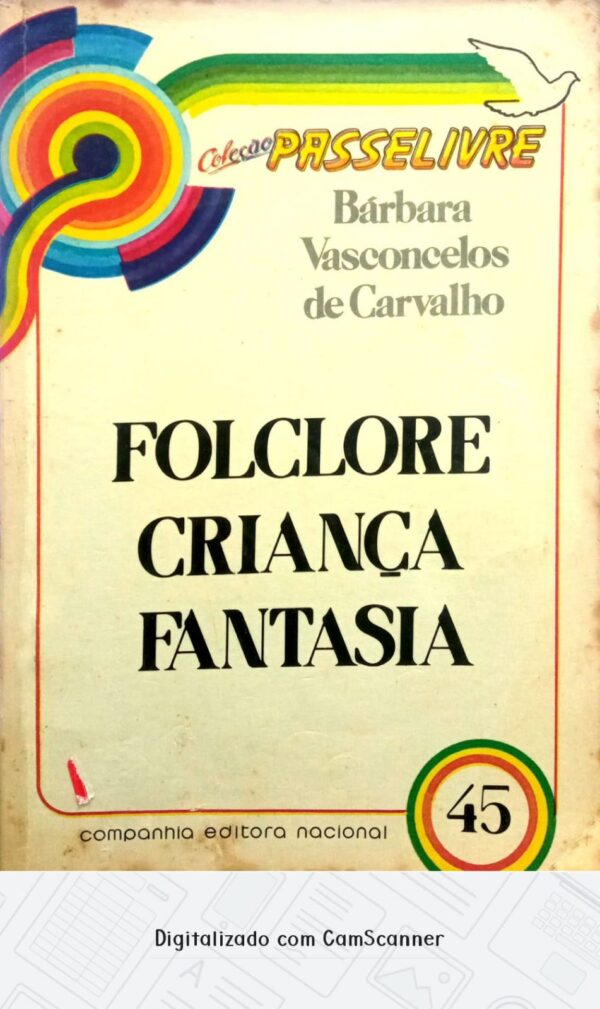 Coleção PASSELIVRE
Bárbara
Vasconcelos
de Carvalho
FOLCLORE
CRIANÇA
FANTASIA
45
companhia editora nacional
Digitalizado com CamScanner